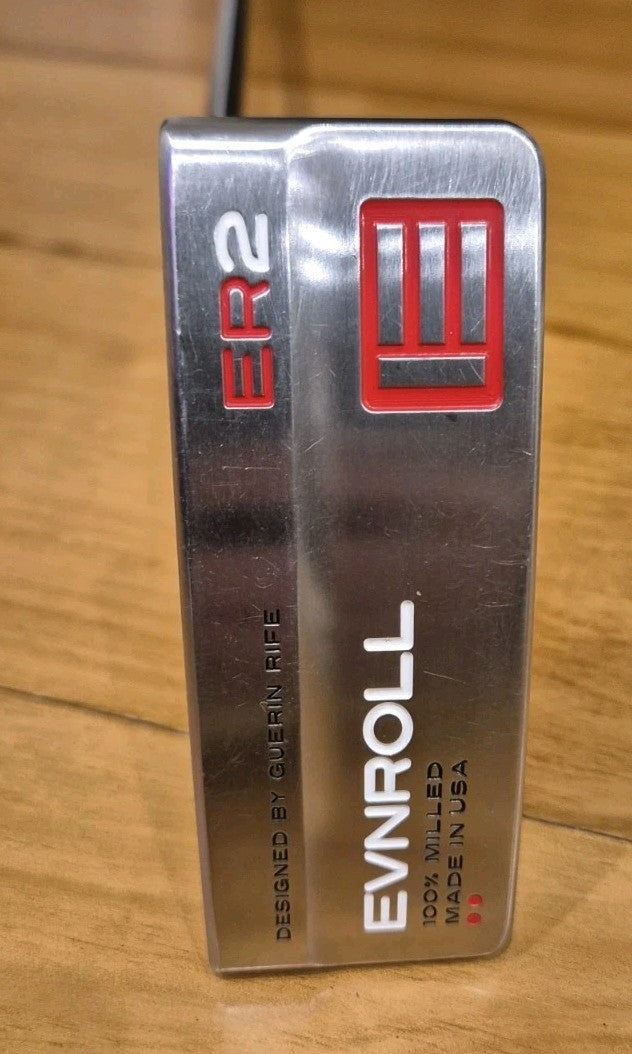 ER2
DESIGNED BY GUERIN RIFE
E
EVNROLL
100% MILLED
MADE IN USA